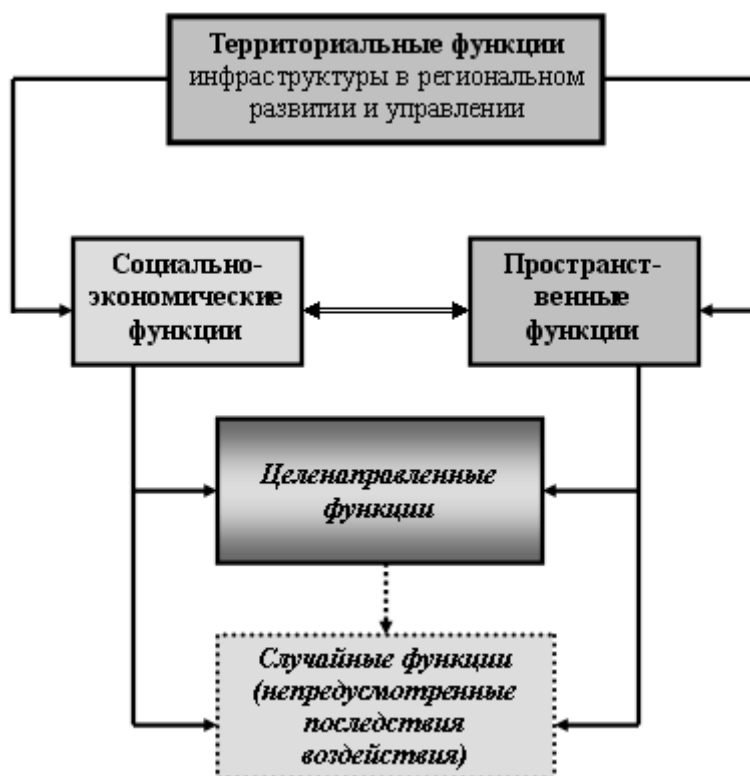 Территориальные функции
инфраструктуры в региональном
развитии и управлении
Социально-
экономические
функции
Пространст-
венные
функции
Целенаправленные
функции
Случайные функции
(непредусмотренные
последствия
воздействия)